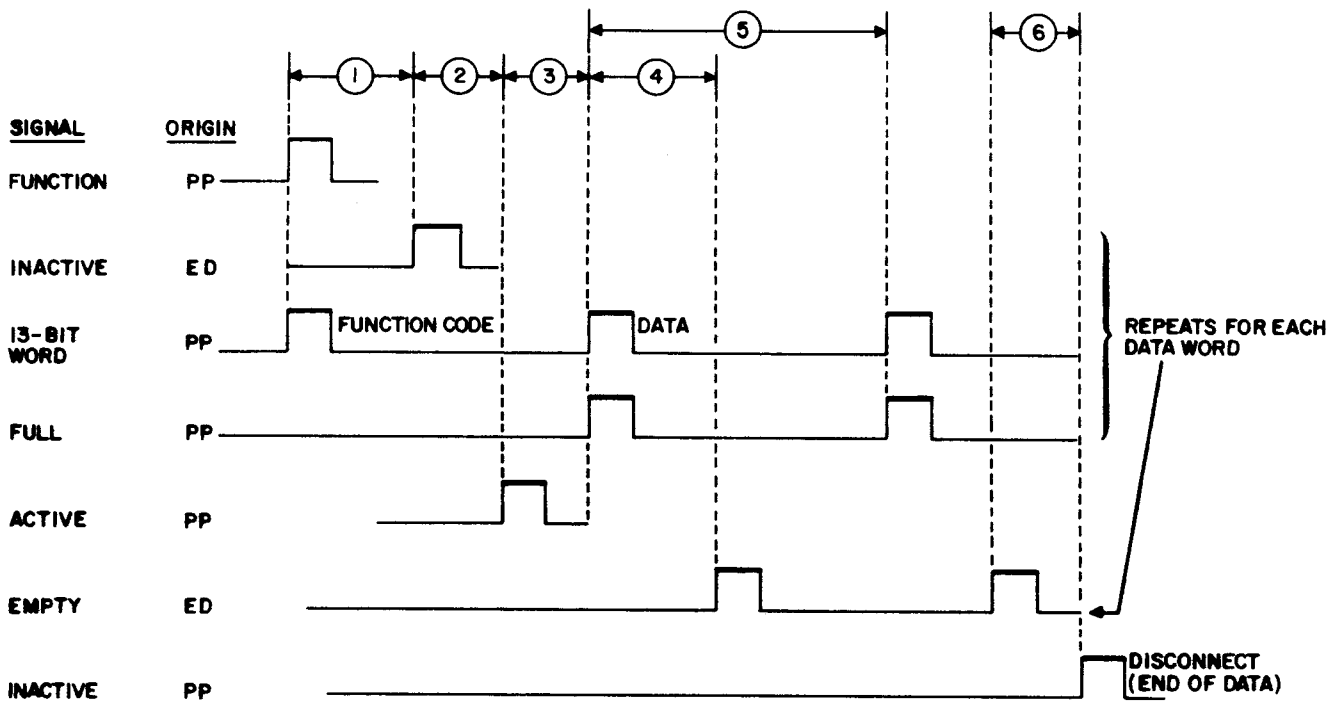 5
6
1
2
3
4
SIGNAL ORIGIN
FUNCTION PP
INACTIVE ED
13-BIT WORD PP FUNCTION CODE DATA
REPEATS FOR EACH
DATA WORD
FULL PP
ACTIVE PP
EMPTY ED
INACTIVE PP
DISCONNECT
(END OF DATA)